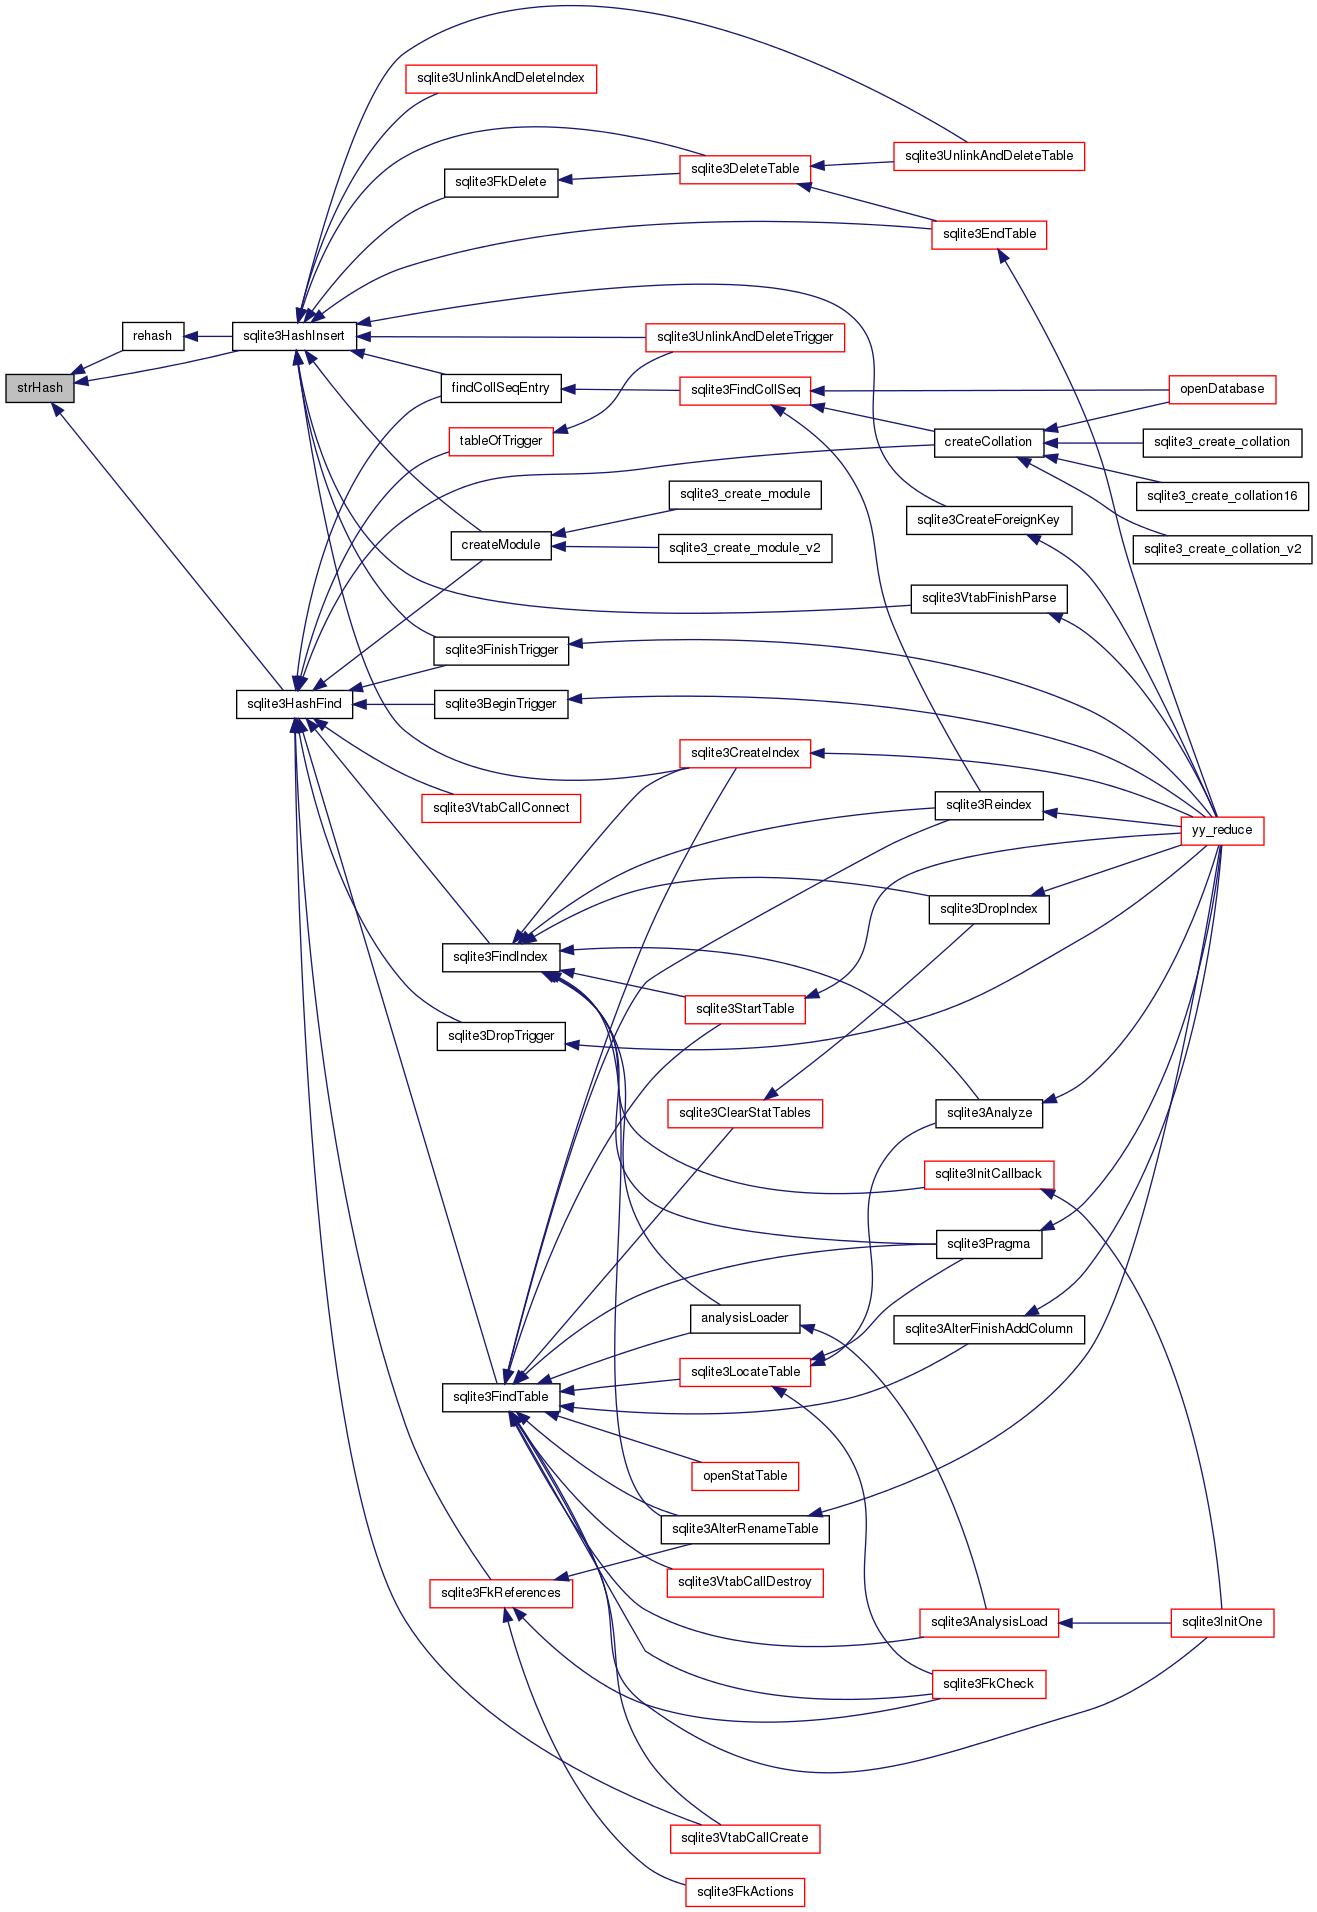 sqlite3UnlinkAndDeleteIndex
sqlite3UnlinkAndDeleteTable
sqlite3DeleteTable
sqlite3FkDelete
sqlite3EndTable
rehash
sqlite3HashInsert
sqlite3UnlinkAndDeleteTrigger
strHash
findCollSeqEntry
sqlite3FindCollSeq
openDatabase
tableOfTrigger
createCollation
sqlite3_create_collation
sqlite3_create_module
sqlite3_create_collation16
sqlite3CreateForeignKey
createModule
sqlite3_create_module_v2
sqlite3_create_collation_v2
sqlite3VtabFinishParse
sqlite3FinishTrigger
sqlite3HashFind
sqlite3BeginTrigger
sqlite3CreateIndex
sqlite3VtabCallConnect
sqlite3Reindex
yy_reduce
sqlite3DropIndex
sqlite3FindIndex
sqlite3StartTable
sqlite3DropTrigger
sqlite3ClearStatTables
sqlite3Analyze
sqlite3InitCallback
sqlite3Pragma
analysisLoader
sqlite3AlterFinishAddColumn
sqlite3LocateTable
sqlite3FindTable
openStatTable
sqlite3AlterRenameTable
sqlite3VtabCallDestroy
sqlite3FkReferences
sqlite3AnalysisLoad
sqlite3InitOne
sqlite3FkCheck
sqlite3VtabCallCreate
sqlite3FkActions